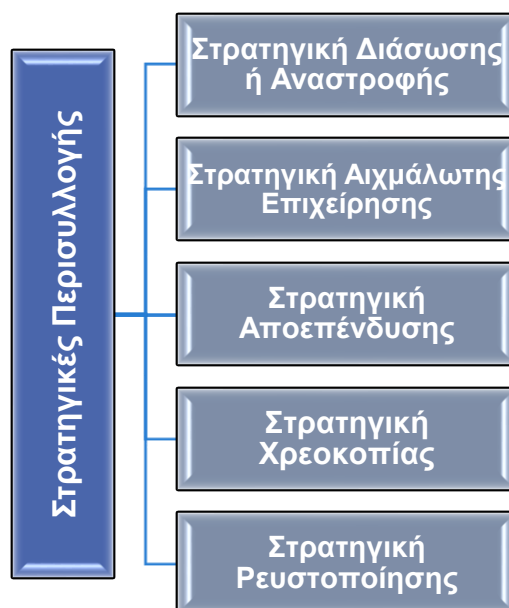 Στρατηγικές Περισυλλογής
Στρατηγική Διάσωσης
ή Αναστροφής
Στρατηγική Αιχμάλωτης
Επιχείρησης
Στρατηγική
Αποεπένδυσης
Στρατηγική
Χρεοκοπίας
Στρατηγική
Ρευστοποίησης